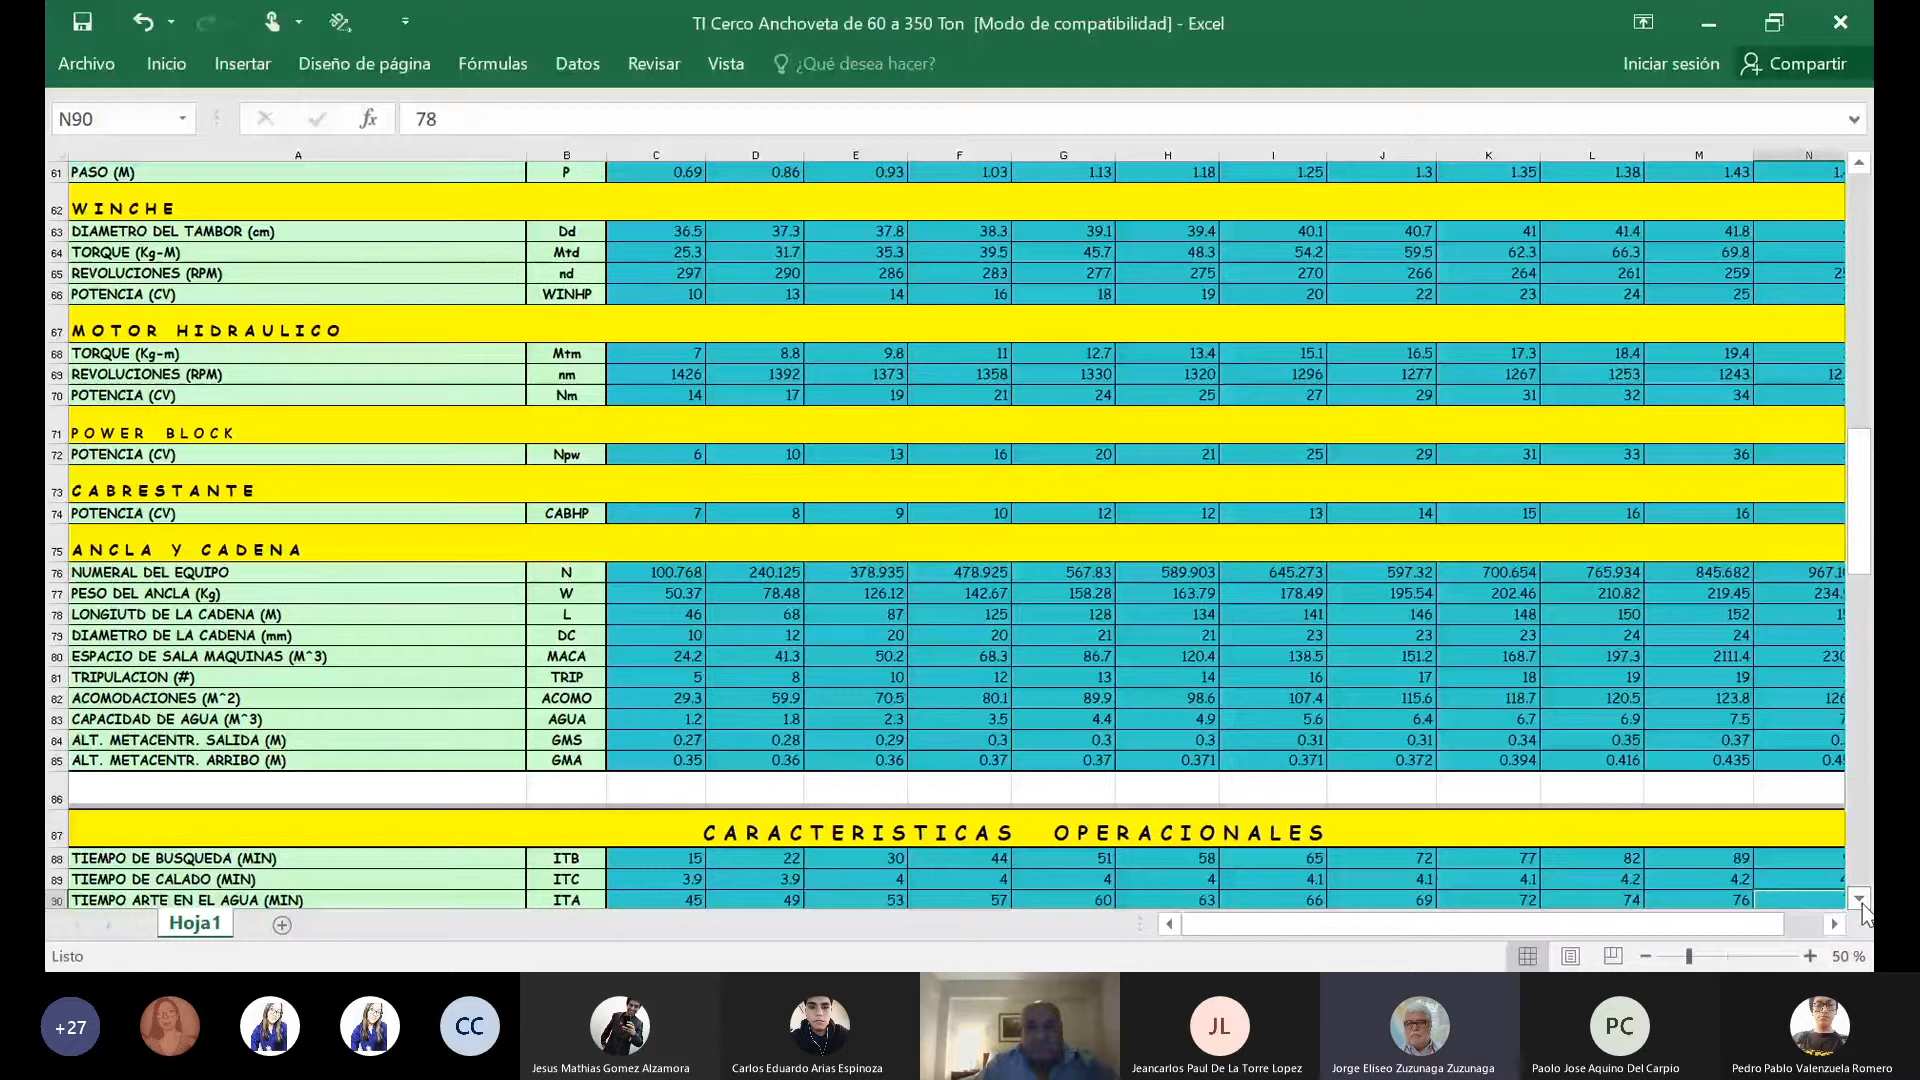 TI Cerco Anchoveta de 60 a 350 Ton [Modo de compatibilidad] - Excel
Archivo Inicio Insertar Diseño de página Fórmulas Datos Revisar Vista ¿Qué desea hacer? Iniciar sesión Compartir
N90 fx 78
A B C D E F G H I J K L M N
61 PASO (M) P 0.69 0.86 0.93 1.03 1.13 1.18 1.25 1.3 1.35 1.38 1.43
62 WINCHE
63 DIAMETRO DEL TAMBOR (cm) Dd 36.5 37.3 37.8 38.3 39.1 39.4 40.1 40.7 41 41.4 41.8
64 TORQUE (Kg-M) Mtd 25.3 31.7 35.3 39.5 45.7 48.3 54.2 59.5 62.3 66.3 69.8
65 REVOLUCIONES (RPM) nd 297 290 286 283 277 275 270 266 264 261 259
66 POTENCIA (CV) WINHP 10 13 14 16 18 19 20 22 23 24 25
67 MOTOR HIDRAULICO
68 TORQUE (Kg-m) Mtm 7 8.8 9.8 11 12.7 13.4 15.1 16.5 17.3 18.4 19.4
69 REVOLUCIONES (RPM) nm 1426 1392 1373 1358 1330 1320 1296 1277 1267 1253 1243
70 POTENCIA (CV) Nm 14 17 19 21 24 25 27 29 31 32 34
71 POWER BLOCK
72 POTENCIA (CV) Npw 6 10 13 16 20 21 25 29 31 33 36
73 CABRESTANTE
74 POTENCIA (CV) CABHP 7 8 9 10 12 12 13 14 15 16 16
75 ANCLA Y CADENA
76 NUMERAL DEL EQUIPO N 100.768 240.125 378.935 478.925 567.83 589.903 645.273 597.32 700.654 765.934 845.682
77 PESO DEL ANCLA (Kg) W 50.37 78.48 126.12 142.67 158.28 163.79 178.49 195.54 202.46 210.82 219.45
78 LONGIUTD DE LA CADENA (M) L 46 68 87 125 128 134 141 146 148 150 152
79 DIAMETRO DE LA CADENA (mm) DC 10 12 20 20 21 21 23 23 23 24 24
80 ESPACIO DE SALA MAQUINAS (M^3) MACA 24.2 41.3 50.2 68.3 86.7 120.4 138.5 151.2 168.7 197.3 2111.4
81 TRIPULACION (#) TRIP 5 8 10 12 13 14 16 17 18 19 19
82 ACOMODACIONES (M^2) ACOMO 29.3 59.9 70.5 80.1 89.9 98.6 107.4 115.6 118.7 120.5 123.8
83 CAPACIDAD DE AGUA (M^3) AGUA 1.2 1.8 2.3 3.5 4.4 4.9 5.6 6.4 6.7 6.9 7.5
84 ALT. METACENTR. SALIDA (M) GMS 0.27 0.28 0.29 0.3 0.3 0.3 0.31 0.31 0.34 0.35 0.37
85 ALT. METACENTR. ARRIBO (M) GMA 0.35 0.36 0.36 0.37 0.37 0.371 0.371 0.372 0.394 0.416 0.435
86
87 CARACTERISTICAS OPERACIONALES
88 TIEMPO DE BUSQUEDA (MIN) ITB 15 22 30 44 51 58 65 72 77 82 89
89 TIEMPO DE CALADO (MIN) ITC 3.9 3.9 4 4 4 4 4.1 4.1 4.1 4.2 4.2
90 TIEMPO ARTE EN EL AGUA (MIN) ITA 45 49 53 57 60 63 66 69 72 74 76
Hoja1
Listo 50 %
+27 CC JL PC
Jesus Mathias Gomez Alzamora Carlos Eduardo Arias Espinoza Jeancarlos Paul De La Torre Lopez Jorge Eliseo Zuzunaga Zuzunaga Paolo Jose Aquino Del Carpio Pedro Pablo Valenzuela Romero